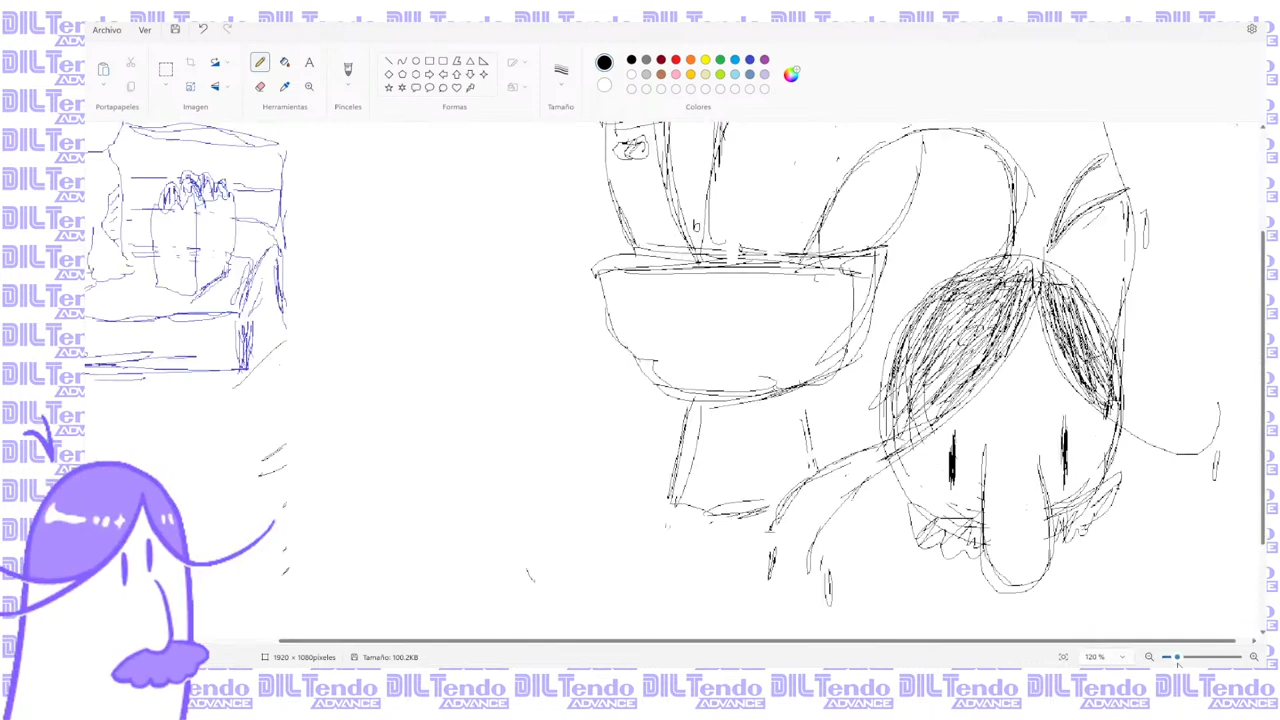 Archivo Ver
Portapapeles Imagen Herramientas Pinceles Formas Tamaño Colores
A
1920 × 1080píxeles Tamaño: 100.2KB 120 %
DILTendo
ADVANCE